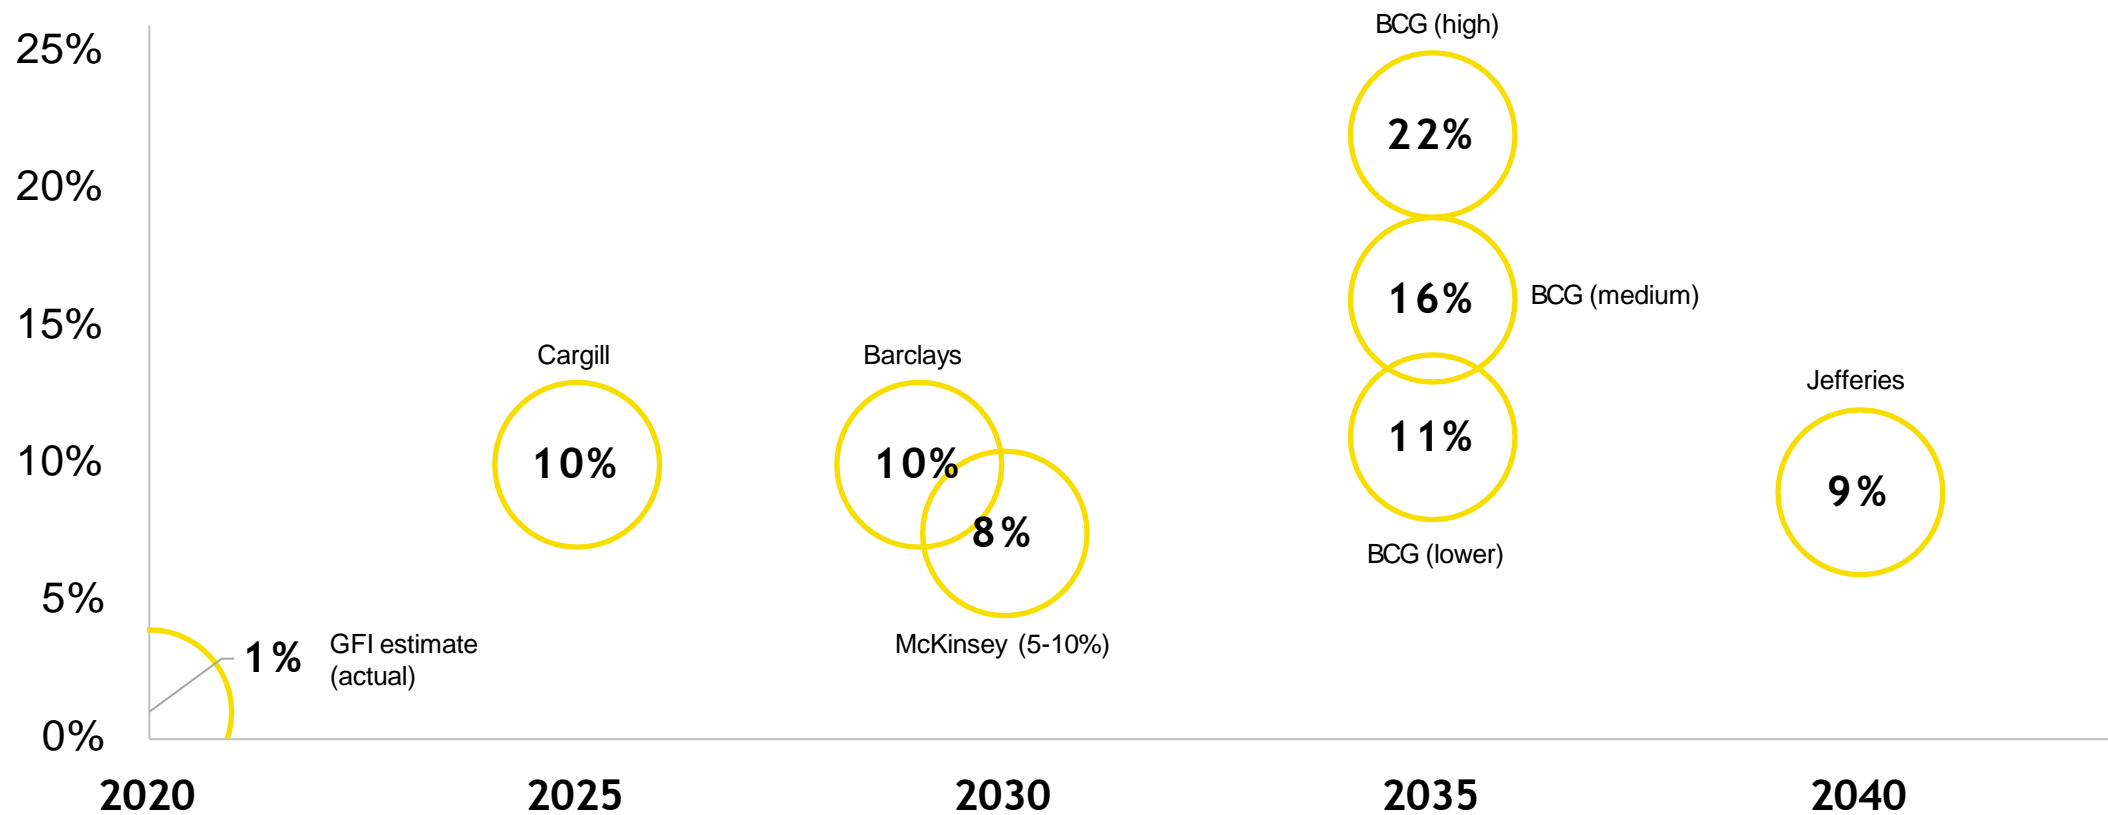 BCG (high)
25%
22%
20%
16%
BCG (medium)
15%
Cargill
Barclays
Jefferies
11%
10%
10%
10%
9%
8%
BCG (lower)
5%
McKinsey (5-10%)
1%
GFI estimate
(actual)
0%
2020
2025
2030
2035
2040